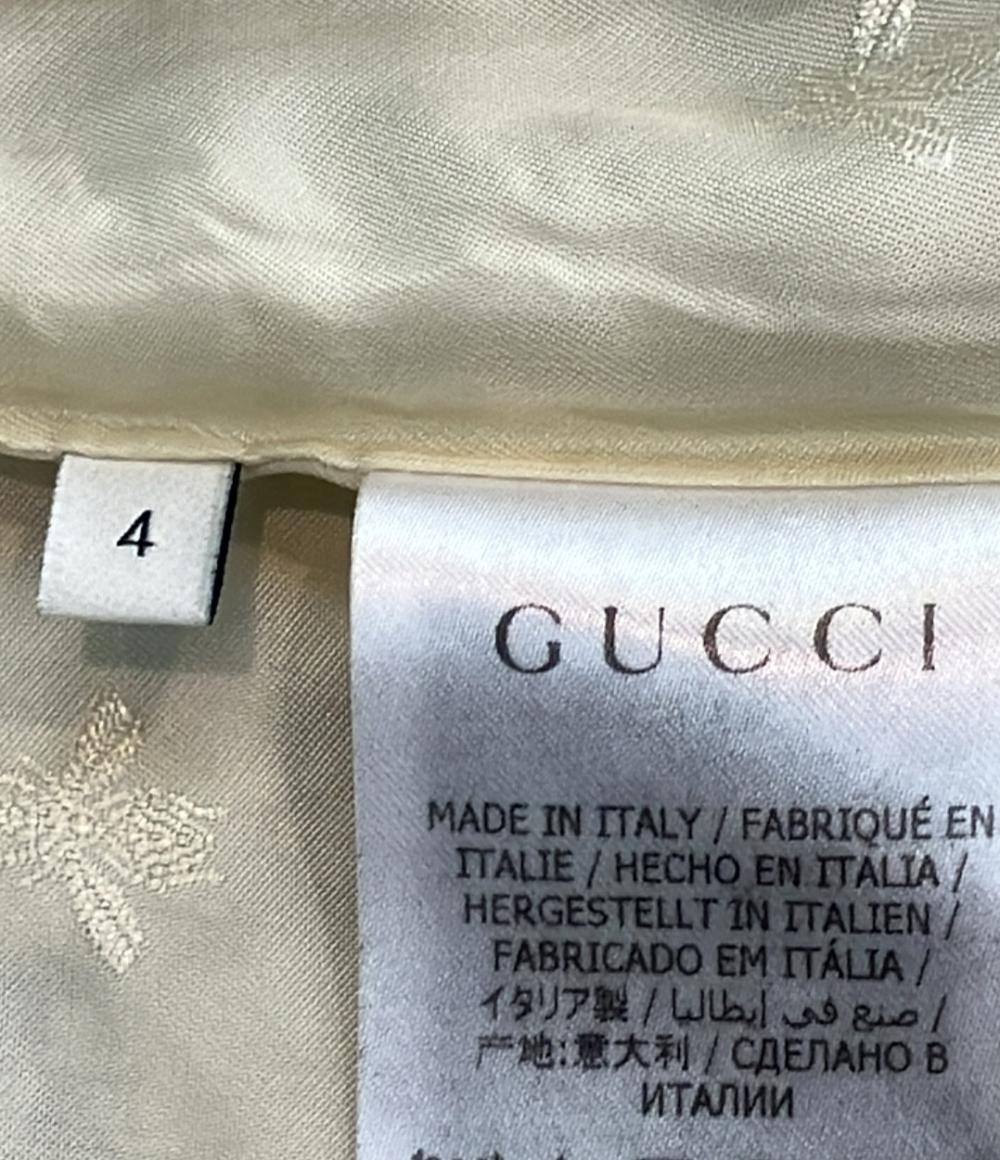 4
GUCCI
MADE IN ITALY / FABRIQUÉ EN
ITALIE / HECHO EN ITALIA /
HERGESTELLT IN ITALIEN /
FABRICADO EM ITÁLIA /
イタリア製 / صنع في إيطاليا /
产地:意大利 / СДЕЛАНО В
ИТАЛИИ